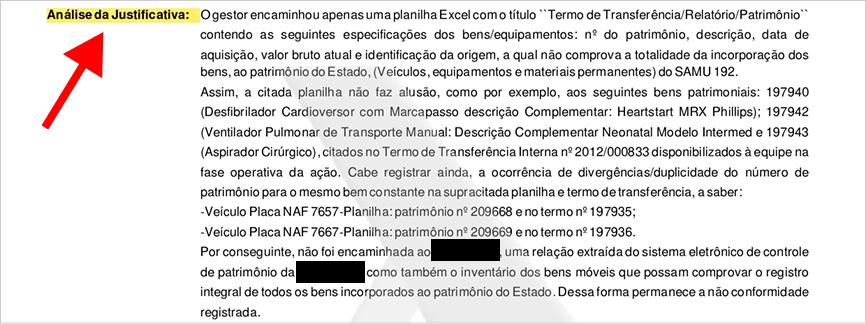 Análise da Justificativa: O gestor encaminhou apenas uma planilha Excel com o título ``Termo de Transferência/Relatório/Patrimônio``
contendo as seguintes especificações dos bens/equipamentos: nº do patrimônio, descrição, data de
aquisição, valor bruto atual e identificação da origem, a qual não comprova a totalidade da incorporação dos
bens, ao patrimônio do Estado, (Veículos, equipamentos e materiais permanentes) do SAMU 192.
Assim, a citada planilha não faz alusão, como por exemplo, aos seguintes bens patrimoniais: 197940
(Desfibrilador Cardioversor com Marcapasso descrição Complementar: Heartstart MRX Phillips); 197942
(Ventilador Pulmonar de Transporte Manual: Descrição Complementar Neonatal Modelo Intermed e 197943
(Aspirador Cirúrgico), citados no Termo de Transferência Interna nº 2012/000833 disponibilizados à equipe na
fase operativa da ação. Cabe registrar ainda, a ocorrência de divergências/duplicidade do número de
patrimônio para o mesmo bem constante na supracitada planilha e termo de transferência, a saber:
-Veículo Placa NAF 7657-Planilha: patrimônio nº 209668 e no termo nº 197935;
-Veículo Placa NAF 7667-Planilha: patrimônio nº 209669 e no termo nº 197936.
Por conseguinte, não foi encaminhada ao , uma relação extraída do sistema eletrônico de controle
de patrimônio da como também o inventário dos bens móveis que possam comprovar o registro
integral de todos os bens incorporados ao patrimônio do Estado. Dessa forma permanece a não conformidade
registrada.